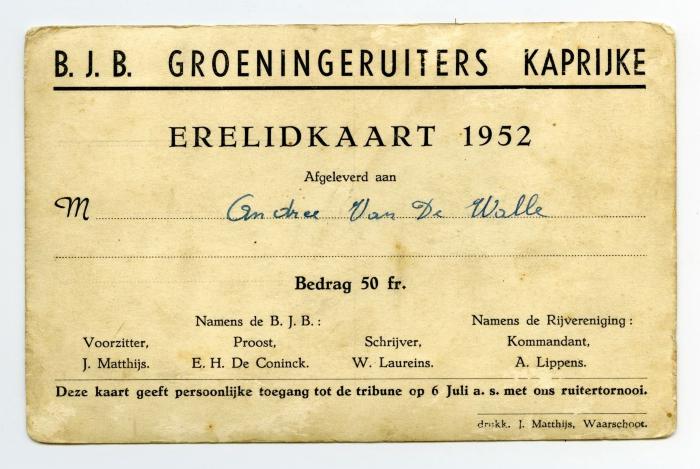 B. J. B. GROENINGERUITERS KAPRIJKE
ERELIDKAART 1952
Afgeleverd aan
M Andree Van De Walle
Bedrag 50 fr.
Namens de B. J. B. : Namens de Rijvereniging :
Voorzitter, Proost, Schrijver, Kommandant,
J. Matthijs. E. H. De Coninck. W. Laureins. A. Lippens.
Deze kaart geeft persoonlijke toegang tot de tribune op 6 Juli a. s. met ons ruitertornooi.
drukk. J. Matthijs, Waarschoot.